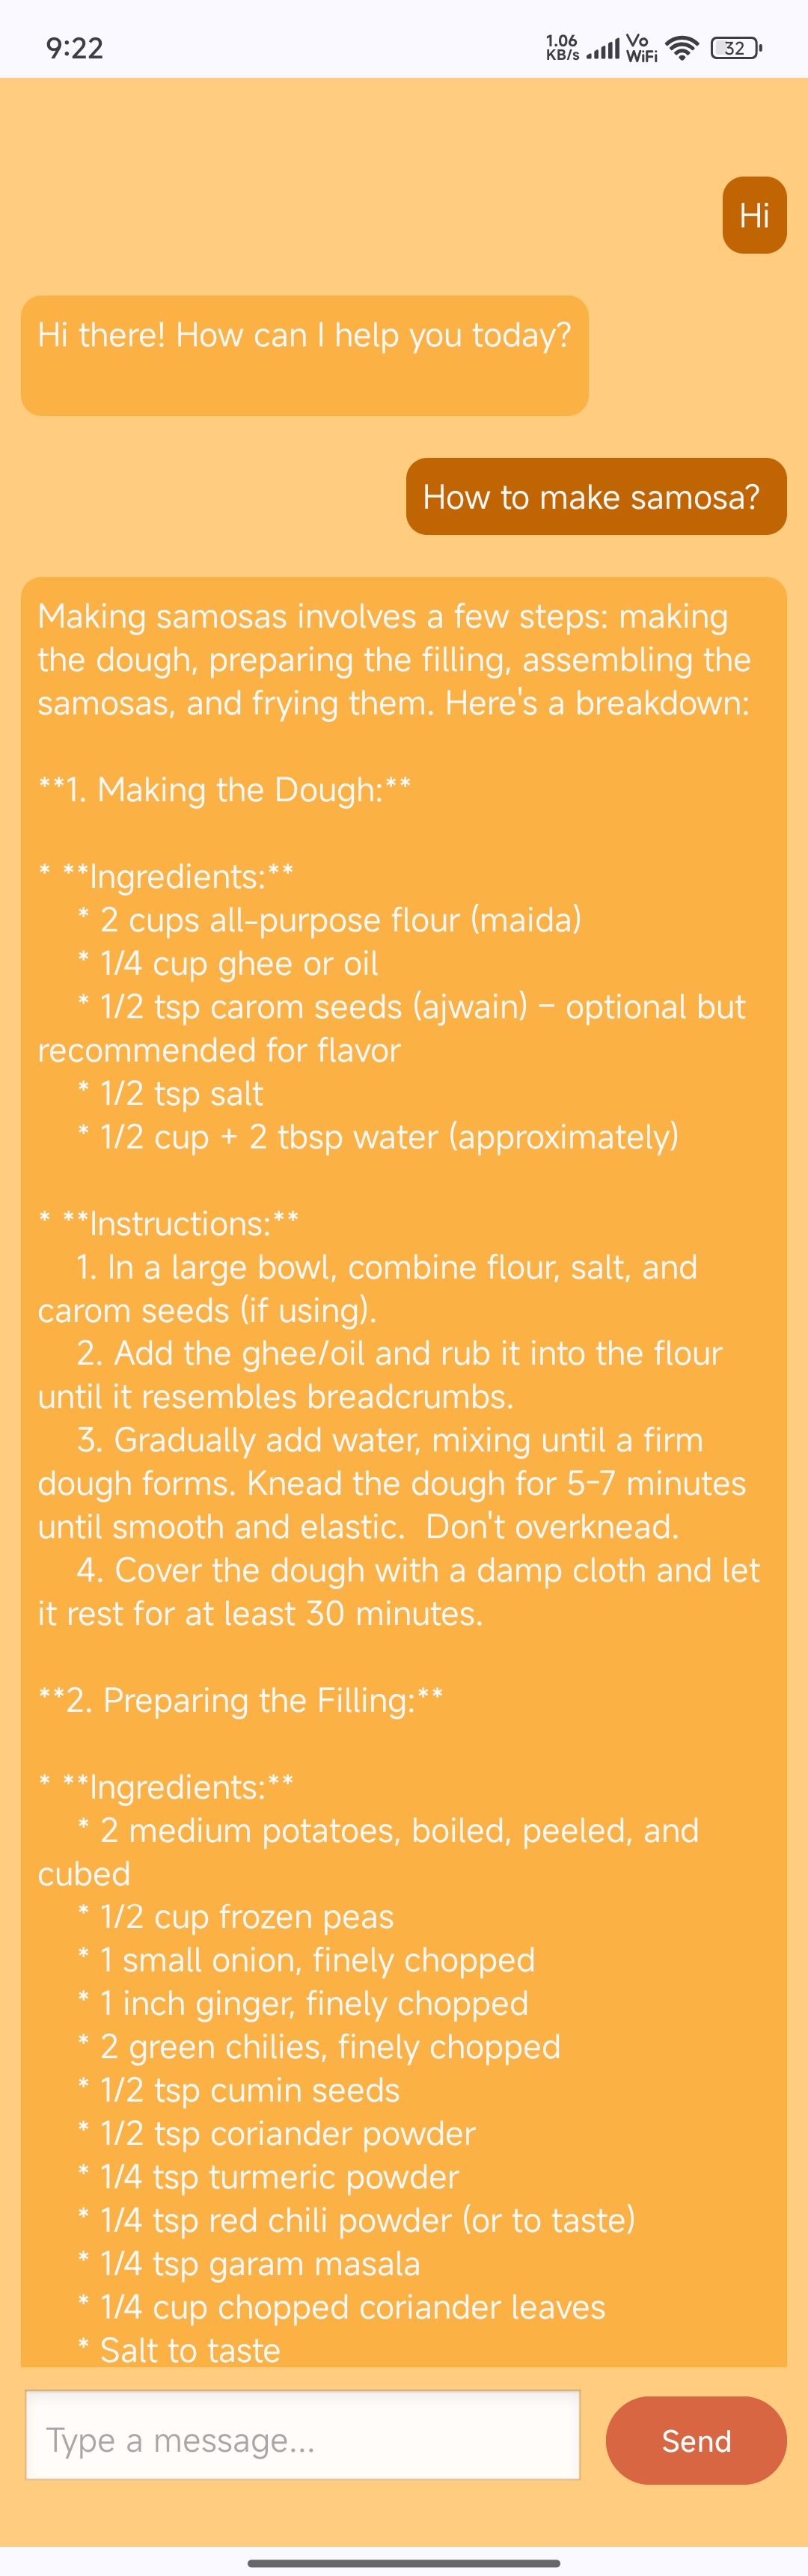 9:22
1.06 KB/s Vo WiFi 32
Hi
Hi there! How can I help you today?
How to make samosa?
Making samosas involves a few steps: making
the dough, preparing the filling, assembling the
samosas, and frying them. Here's a breakdown:
**1. Making the Dough:**
* **Ingredients:**
* 2 cups all-purpose flour (maida)
* 1/4 cup ghee or oil
* 1/2 tsp carom seeds (ajwain) - optional but
recommended for flavor
* 1/2 tsp salt
* 1/2 cup + 2 tbsp water (approximately)
* **Instructions:**
1. In a large bowl, combine flour, salt, and
carom seeds (if using).
2. Add the ghee/oil and rub it into the flour
until it resembles breadcrumbs.
3. Gradually add water, mixing until a firm
dough forms. Knead the dough for 5-7 minutes
until smooth and elastic.  Don't overknead.
4. Cover the dough with a damp cloth and let
it rest for at least 30 minutes.
**2. Preparing the Filling:**
* **Ingredients:**
* 2 medium potatoes, boiled, peeled, and
cubed
* 1/2 cup frozen peas
* 1 small onion, finely chopped
* 1 inch ginger, finely chopped
* 2 green chilies, finely chopped
* 1/2 tsp cumin seeds
* 1/2 tsp coriander powder
* 1/4 tsp turmeric powder
* 1/4 tsp red chili powder (or to taste)
* 1/4 tsp garam masala
* 1/4 cup chopped coriander leaves
* Salt to taste
Type a message...
Send